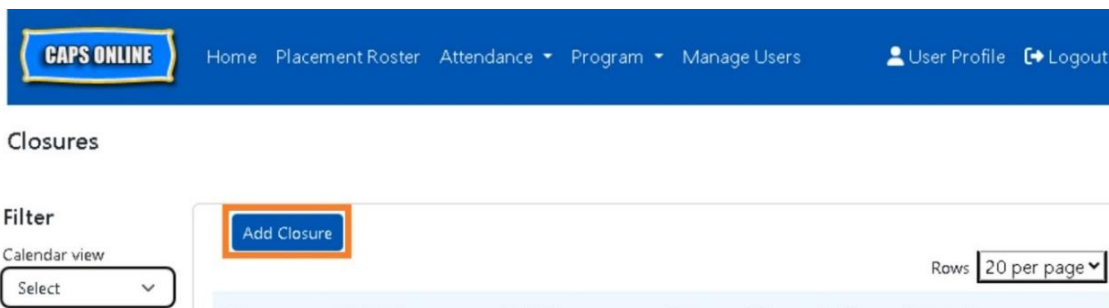 CAPS ONLINE
Home Placement Roster Attendance Program Manage Users User Profile Logout
Closures
Filter
Add Closure
Calendar view
Rows 20 per page
Select